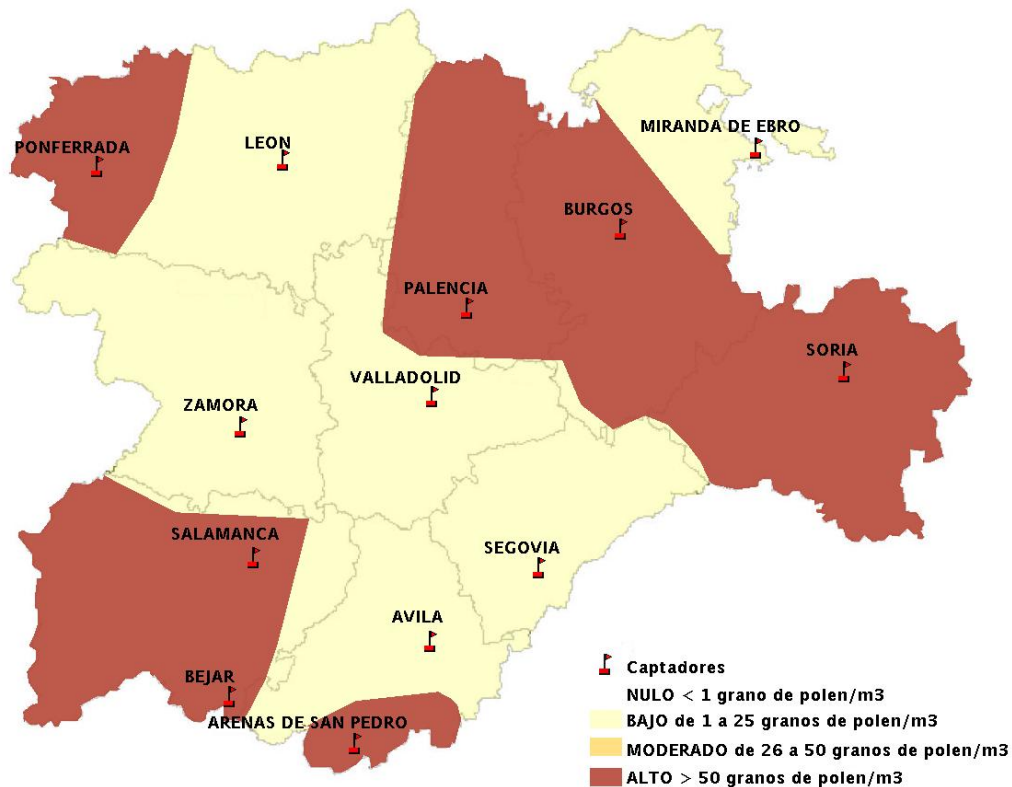 MIRANDA DE EBRO
PONFERRADA
LEON
BURGOS
PALENCIA
SORIA
VALLADOLID
ZAMORA
SALAMANCA
SEGOVIA
AVILA
BEJAR
ARENAS DE SAN PEDRO
Captadores
NULO < 1 grano de polen/m3
BAJO de 1 a 25 granos de polen/m3
MODERADO de 26 a 50 granos de polen/m3
ALTO > 50 granos de polen/m3